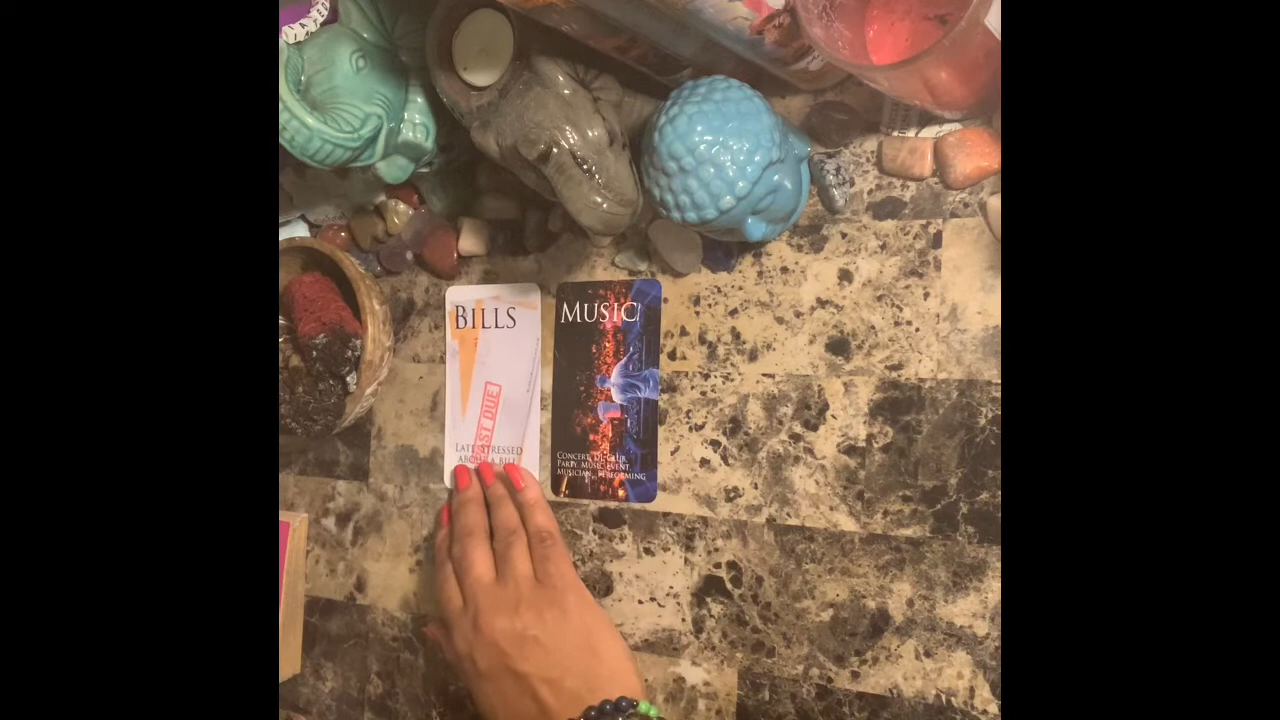 BILLS
PAST DUE
LATE, STRESSED
ABOUT A BILL
MUSIC
CONCERT, DJ, CLUB,
PARTY, MUSIC EVENT,
MUSICIAN, PERFORMING